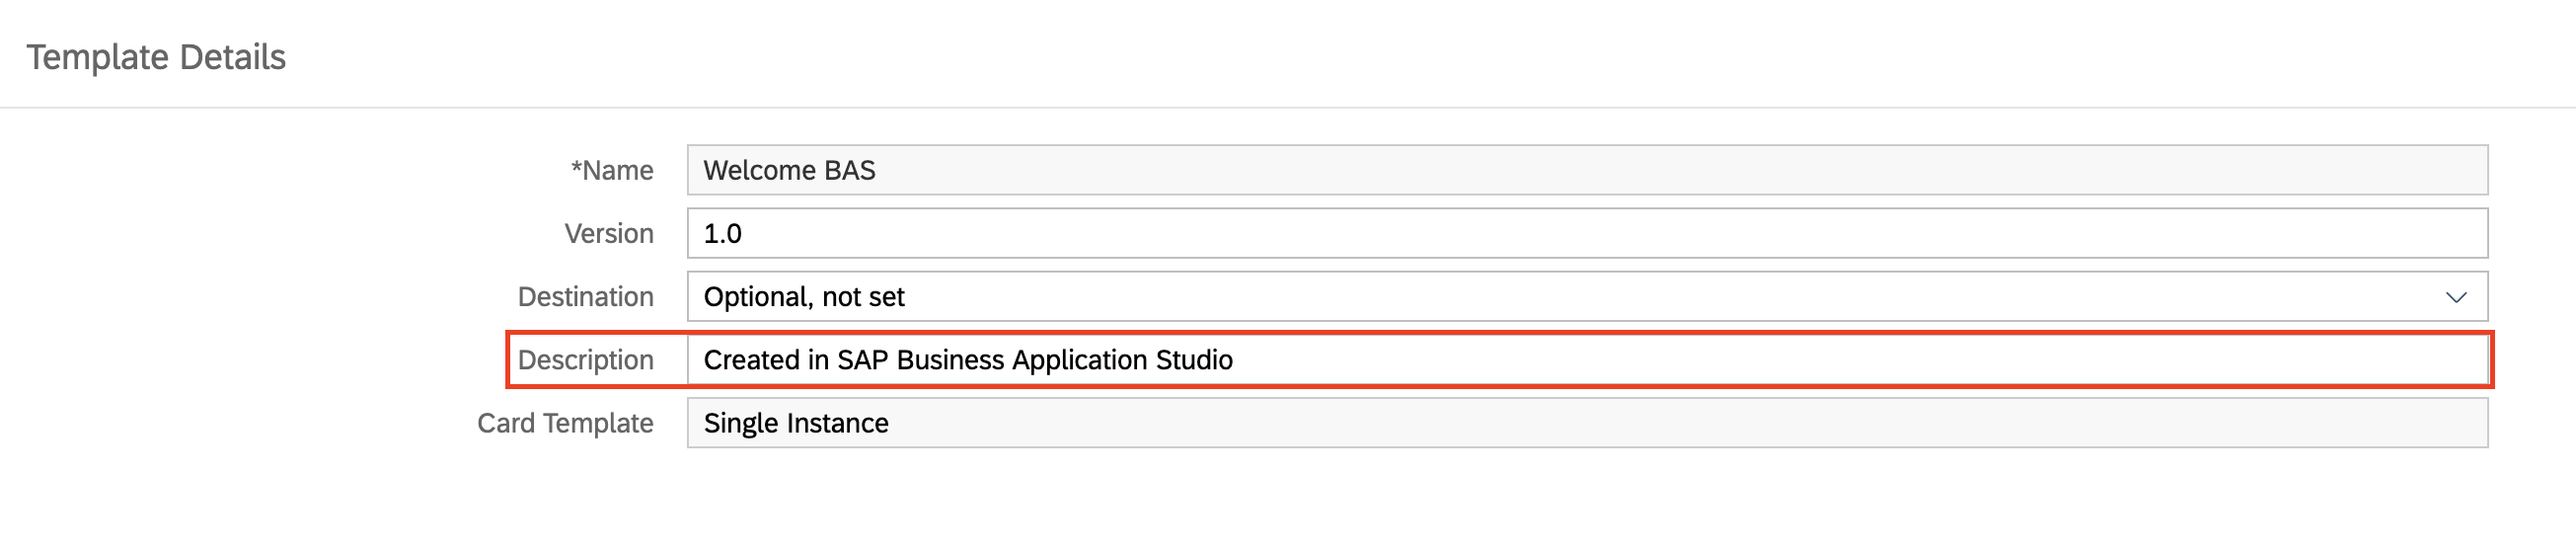 Template Details
*Name Welcome BAS
Version 1.0
Destination Optional, not set
Description Created in SAP Business Application Studio
Card Template Single Instance